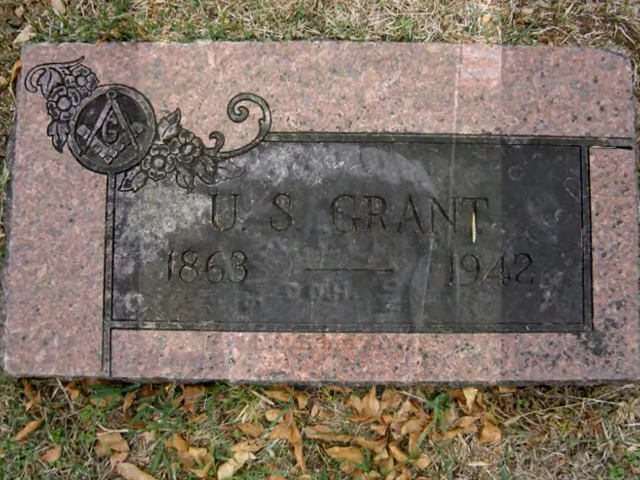 G
U. S. GRANT
1863 — 1942